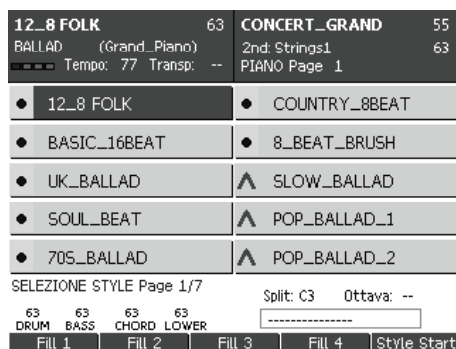 12_8 FOLK 63
BALLAD (Grand_Piano)
Tempo: 77 Transp: --
CONCERT_GRAND 55
2nd: Strings1 63
PIANO Page 1
12_8 FOLK
COUNTRY_8BEAT
BASIC_16BEAT
8_BEAT_BRUSH
UK_BALLAD
SLOW_BALLAD
SOUL_BEAT
POP_BALLAD_1
70S_BALLAD
POP_BALLAD_2
SELEZIONE STYLE Page 1/7
Split: C3 Ottava: --
63 63 63 63
DRUM BASS CHORD LOWER
---------------
Fill 1 Fill 2 Fill 3 Fill 4 Style Start